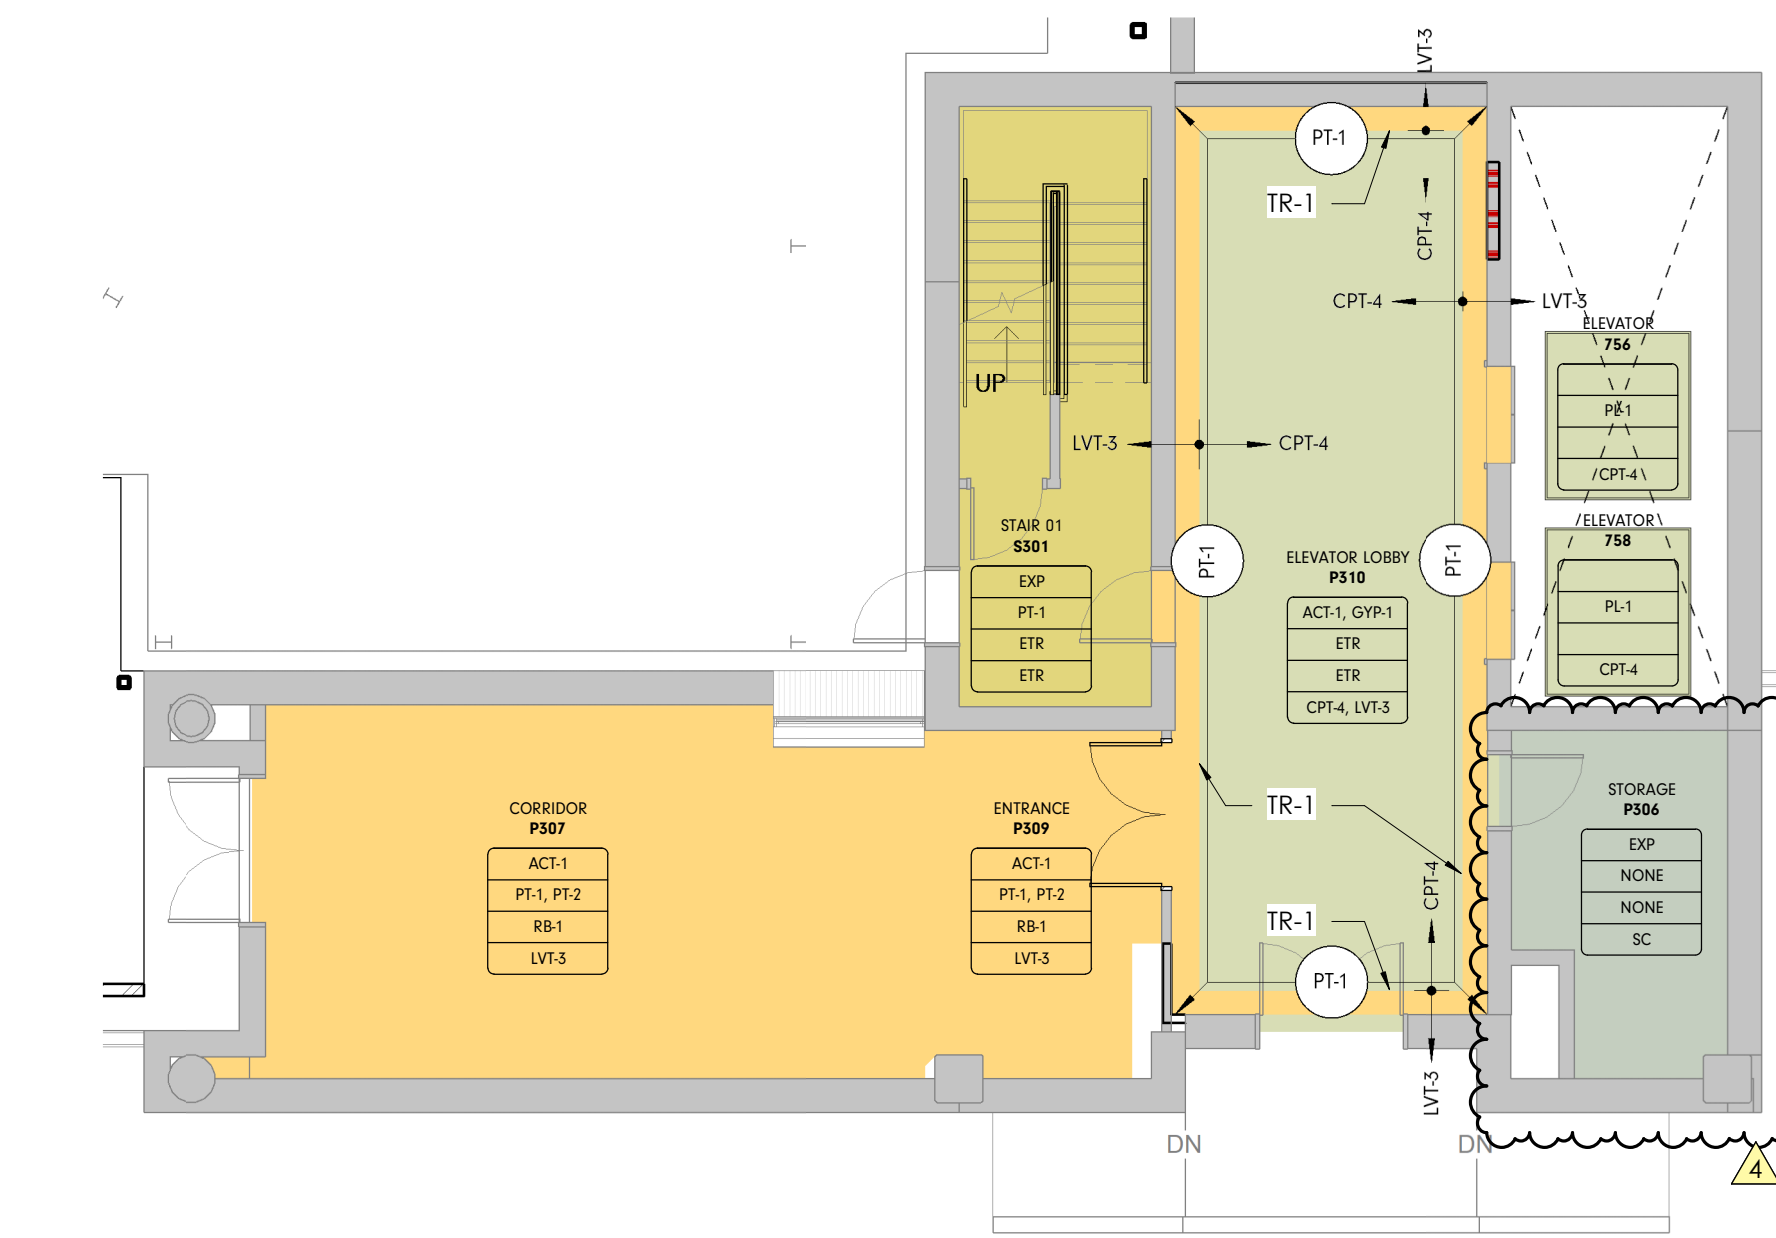 LVT-3
PT-1
TR-1
CPT-4
CPT-4
LVT-3
ELEVATOR
756
PL-1
CPT-4
UP
LVT-3
CPT-4
ELEVATOR
758
PL-1
CPT-4
STAIR 01
S301
EXP
PT-1
ETR
ETR
PT-1
ELEVATOR LOBBY
P310
ACT-1, GYP-1
ETR
ETR
CPT-4, LVT-3
PT-1
CORRIDOR
P307
ACT-1
PT-1, PT-2
RB-1
LVT-3
ENTRANCE
P309
ACT-1
PT-1, PT-2
RB-1
LVT-3
TR-1
STORAGE
P306
EXP
NONE
NONE
SC
CPT-4
TR-1
PT-1
LVT-3
DN
DN
4